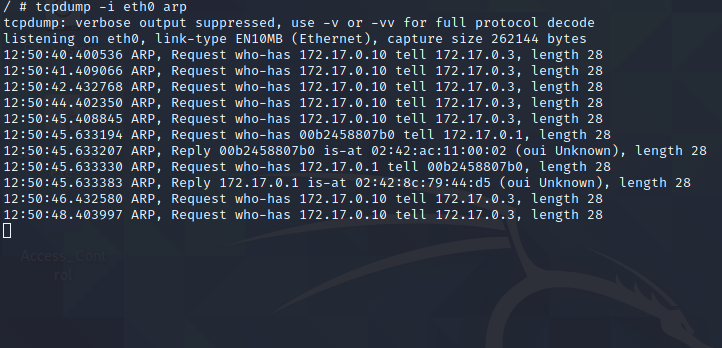 / # tcpdump -i eth0 arp
tcpdump: verbose output suppressed, use -v or -vv for full protocol decode
listening on eth0, link-type EN10MB (Ethernet), capture size 262144 bytes
12:50:40.400536 ARP, Request who-has 172.17.0.10 tell 172.17.0.3, length 28
12:50:41.409066 ARP, Request who-has 172.17.0.10 tell 172.17.0.3, length 28
12:50:42.432768 ARP, Request who-has 172.17.0.10 tell 172.17.0.3, length 28
12:50:44.402350 ARP, Request who-has 172.17.0.10 tell 172.17.0.3, length 28
12:50:45.408845 ARP, Request who-has 172.17.0.10 tell 172.17.0.3, length 28
12:50:45.633194 ARP, Request who-has 00b2458807b0 tell 172.17.0.1, length 28
12:50:45.633207 ARP, Reply 00b2458807b0 is-at 02:42:ac:11:00:02 (oui Unknown), length 28
12:50:45.633330 ARP, Request who-has 172.17.0.1 tell 00b2458807b0, length 28
12:50:45.633383 ARP, Reply 172.17.0.1 is-at 02:42:8c:79:44:d5 (oui Unknown), length 28
12:50:46.432580 ARP, Request who-has 172.17.0.10 tell 172.17.0.3, length 28
12:50:48.403997 ARP, Request who-has 172.17.0.10 tell 172.17.0.3, length 28
Access_Cont
rol